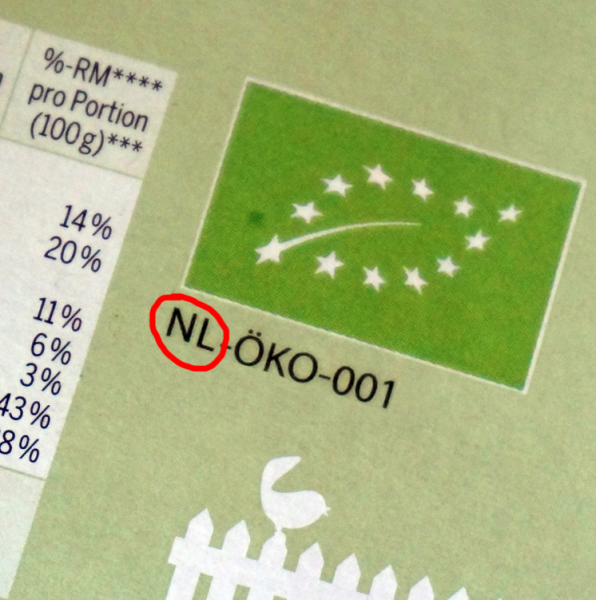 %-RM****
pro Portion
(100g)***
14%
20%
11%
6%
3%
43%
8%
NL-ÖKO-001